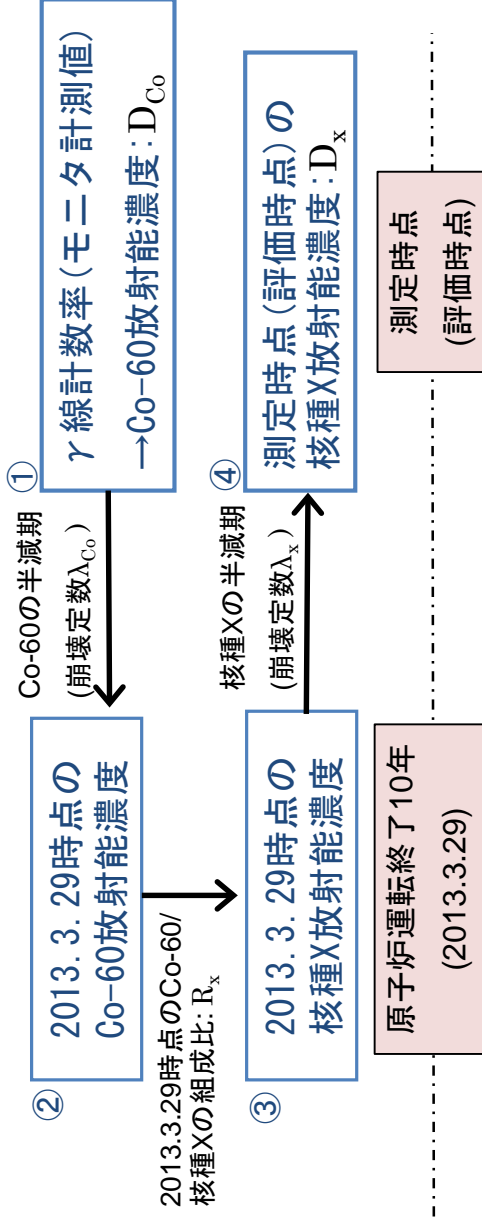 ①
γ線計数率(モニタ計測値)
→Co-60放射能濃度:D_Co
Co-60の半減期
(崩壊定数λ_Co)
②
2013.3.29時点の
Co-60放射能濃度
2013.3.29時点のCo-60/
核種Xの組成比: R_x
③
2013.3.29時点の
核種X放射能濃度
核種Xの半減期
(崩壊定数λ_x)
④
測定時点(評価時点)の
核種X放射能濃度:D_x
原子炉運転終了10年
(2013.3.29)
測定時点
(評価時点)